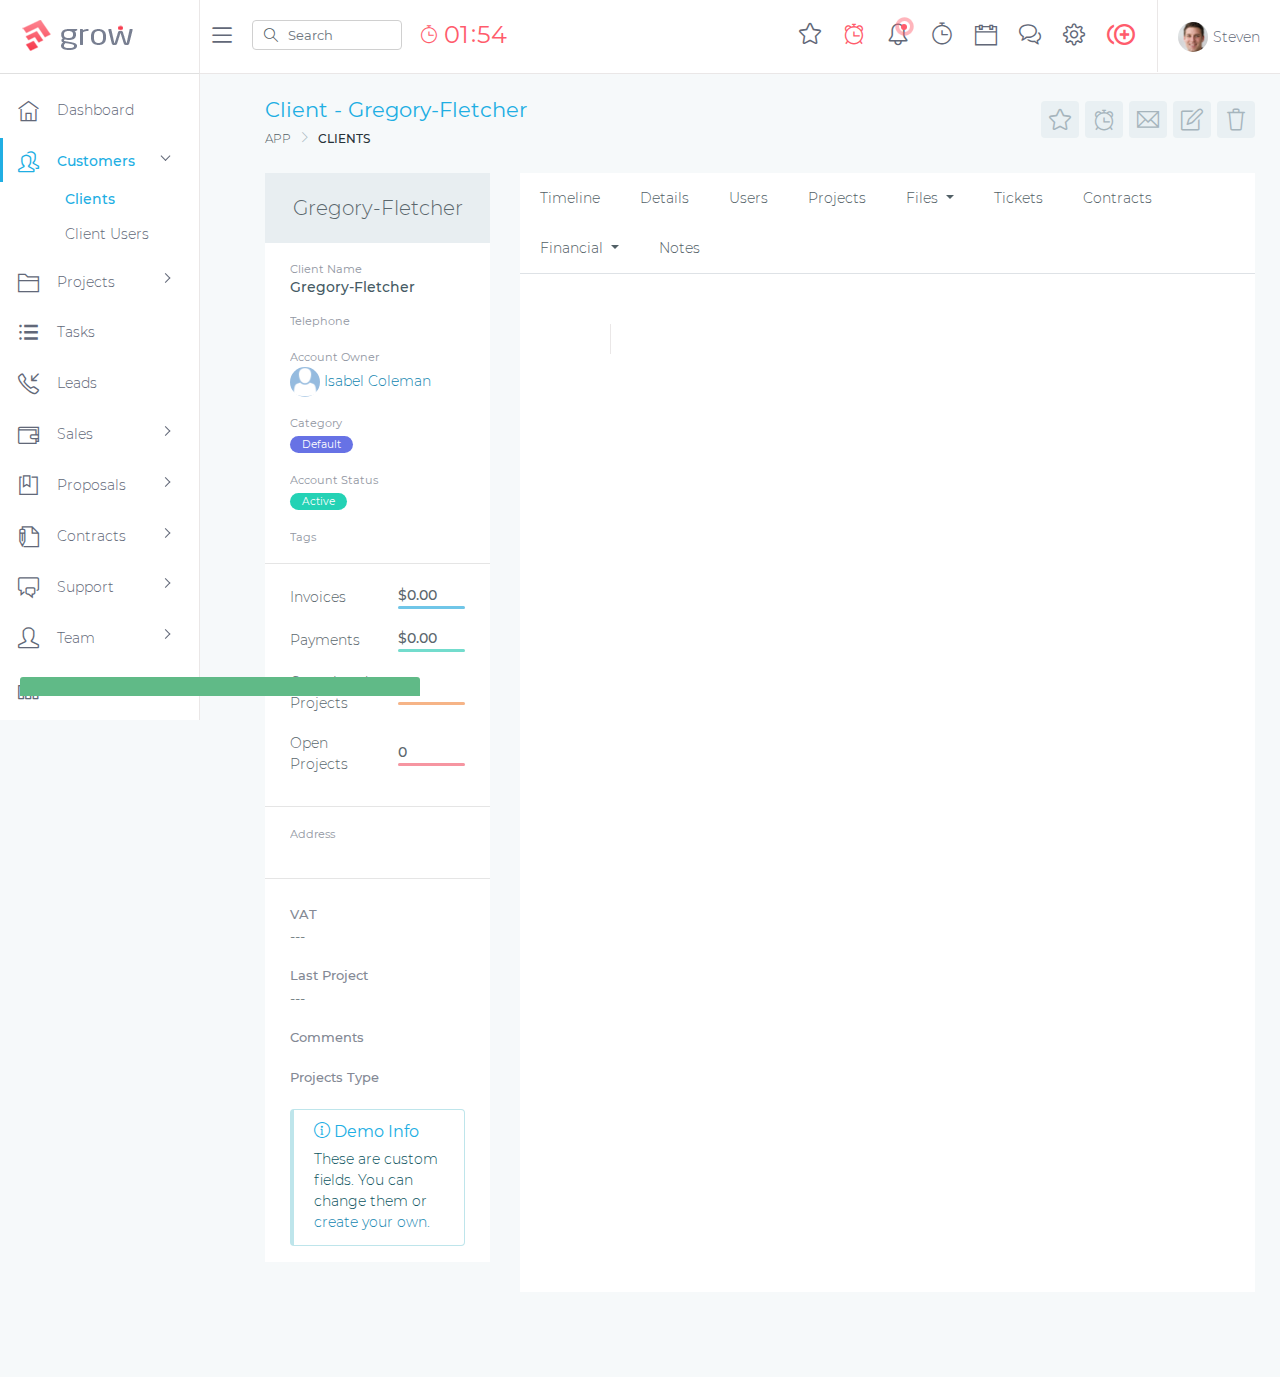 grow
Search
01:54
Steven
Dashboard
Customers
Clients
Client Users
Projects
Tasks
Leads
Sales
Proposals
Contracts
Support
Team
Client - Gregory-Fletcher
APP
CLIENTS
Gregory-Fletcher
Client Name
Gregory-Fletcher
Telephone
Account Owner
Isabel Coleman
Category
Default
Account Status
Active
Tags
Invoices
$0.00
Payments
$0.00
Projects
Open
Projects
0
Address
VAT
---
Last Project
---
Comments
Projects Type
Demo Info
These are custom
fields. You can
change them or
create your own.
Timeline
Details
Users
Projects
Files
Tickets
Contracts
Financial
Notes